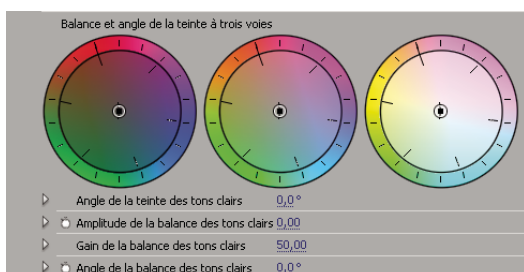 Balance et angle de la teinte à trois voies
Angle de la teinte des tons clairs 0,0°
Amplitude de la balance des tons clairs 0,00
Gain de la balance des tons clairs 50,00
Angle de la balance des tons clairs 0,0°